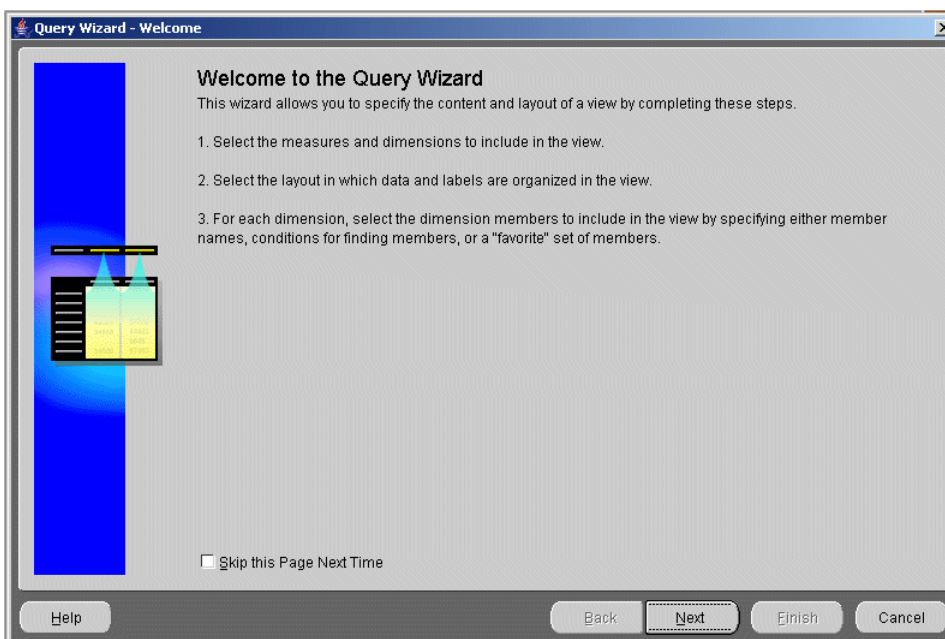 Query Wizard - Welcome
Welcome to the Query Wizard
This wizard allows you to specify the content and layout of a view by completing these steps.
1. Select the measures and dimensions to include in the view.
2. Select the layout in which data and labels are organized in the view.
3. For each dimension, select the dimension members to include in the view by specifying either member
names, conditions for finding members, or a "favorite" set of members.
Skip this Page Next Time
Help
Back
Next
Finish
Cancel